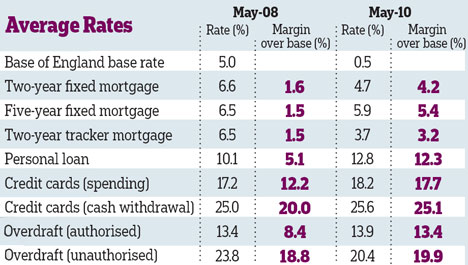 Average Rates
May-08 May-10
Rate (%) Margin over base (%) Rate (%) Margin over base (%)
Base of England base rate 5.0 0.5
Two-year fixed mortgage 6.6 1.6 4.7 4.2
Five-year fixed mortgage 6.5 1.5 5.9 5.4
Two-year tracker mortgage 6.5 1.5 3.7 3.2
Personal loan 10.1 5.1 12.8 12.3
Credit cards (spending) 17.2 12.2 18.2 17.7
Credit cards (cash withdrawal) 25.0 20.0 25.6 25.1
Overdraft (authorised) 13.4 8.4 13.9 13.4
Overdraft (unauthorised) 23.8 18.8 20.4 19.9